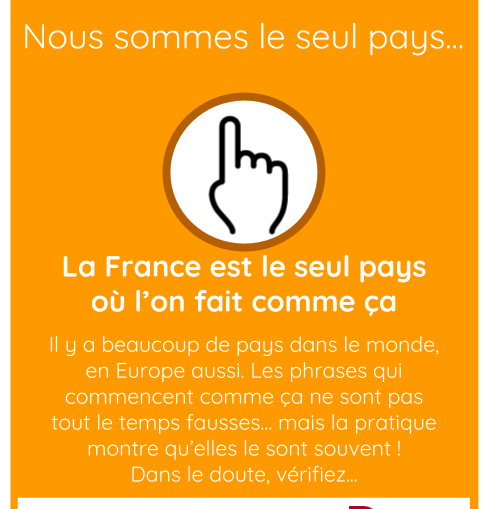 Nous sommes le seul pays...
La France est le seul pays
où l'on fait comme ça
Il y a beaucoup de pays dans le monde,
en Europe aussi. Les phrases qui
commencent comme ça ne sont pas
tout le temps fausses... mais la pratique
montre qu'elles le sont souvent !
Dans le doute, vérifiez...